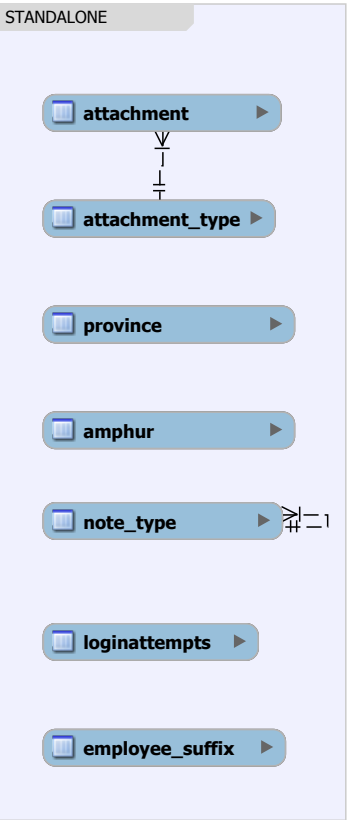 STANDALONE
attachment
attachment_type
province
amphur
note_type
loginattempts
employee_suffix